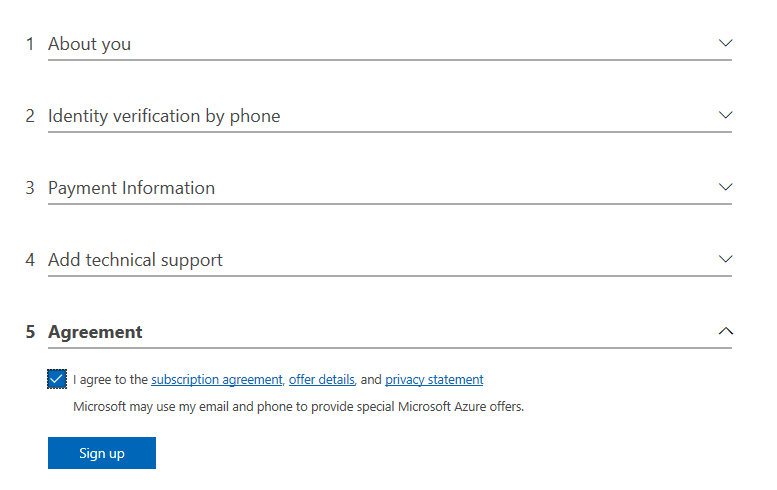 1 About you
2 Identity verification by phone
3 Payment Information
4 Add technical support
5 Agreement
I agree to the subscription agreement, offer details, and privacy statement
Microsoft may use my email and phone to provide special Microsoft Azure offers.
Sign up